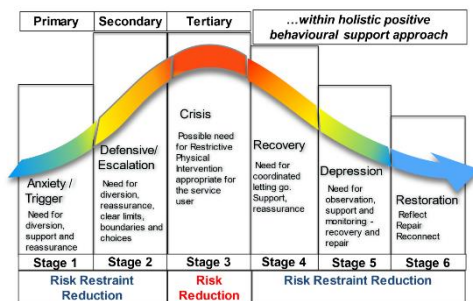 Primary
Secondary
Tertiary
...within holistic positive
behavioural support approach
Anxiety /
Trigger
Need for
diversion,
support and
reassurance
Defensive/
Escalation
Need for
diversion,
reassurance,
clear limits,
boundaries and
choices
Crisis
Possible need
for Restrictive
Physical
Intervention
appropriate for
the service
user
Recovery
Need for
coordinated
letting go.
Support,
reassurance
Depression
Need for
observation,
support and
monitoring -
recovery and
repair
Restoration
Reflect
Repair
Reconnect
Stage 1
Stage 2
Stage 3
Stage 4
Stage 5
Stage 6
Risk Restraint
Reduction
Risk
Reduction
Risk Restraint Reduction